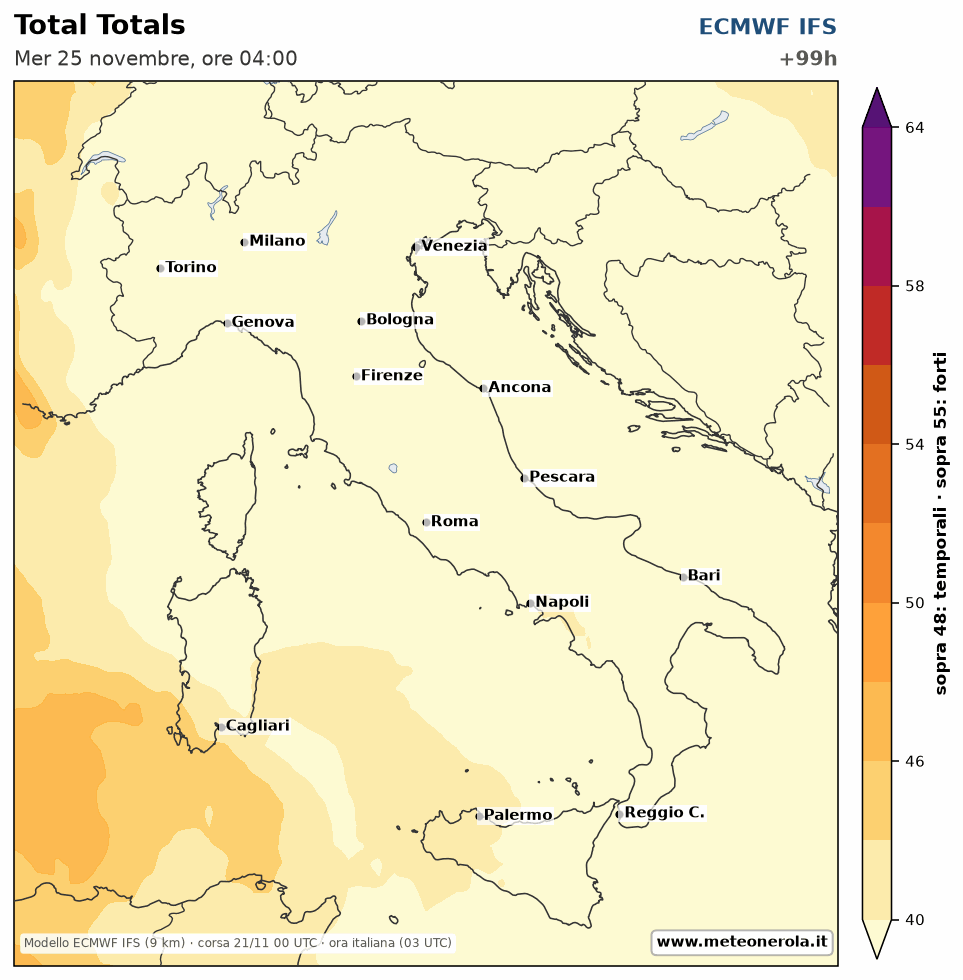 Total Totals
ECMWF IFS
Mer 25 novembre, ore 04:00
+99h
64
58
54
50
46
40
sopra 48: temporali · sopra 55: forti
Milano
Venezia
Torino
Genova
Bologna
Firenze
Ancona
Pescara
Roma
Bari
Napoli
Cagliari
Palermo
Reggio C.
Modello ECMWF IFS (9 km) · corsa 21/11 00 UTC · ora italiana (03 UTC)
www.meteonerola.it